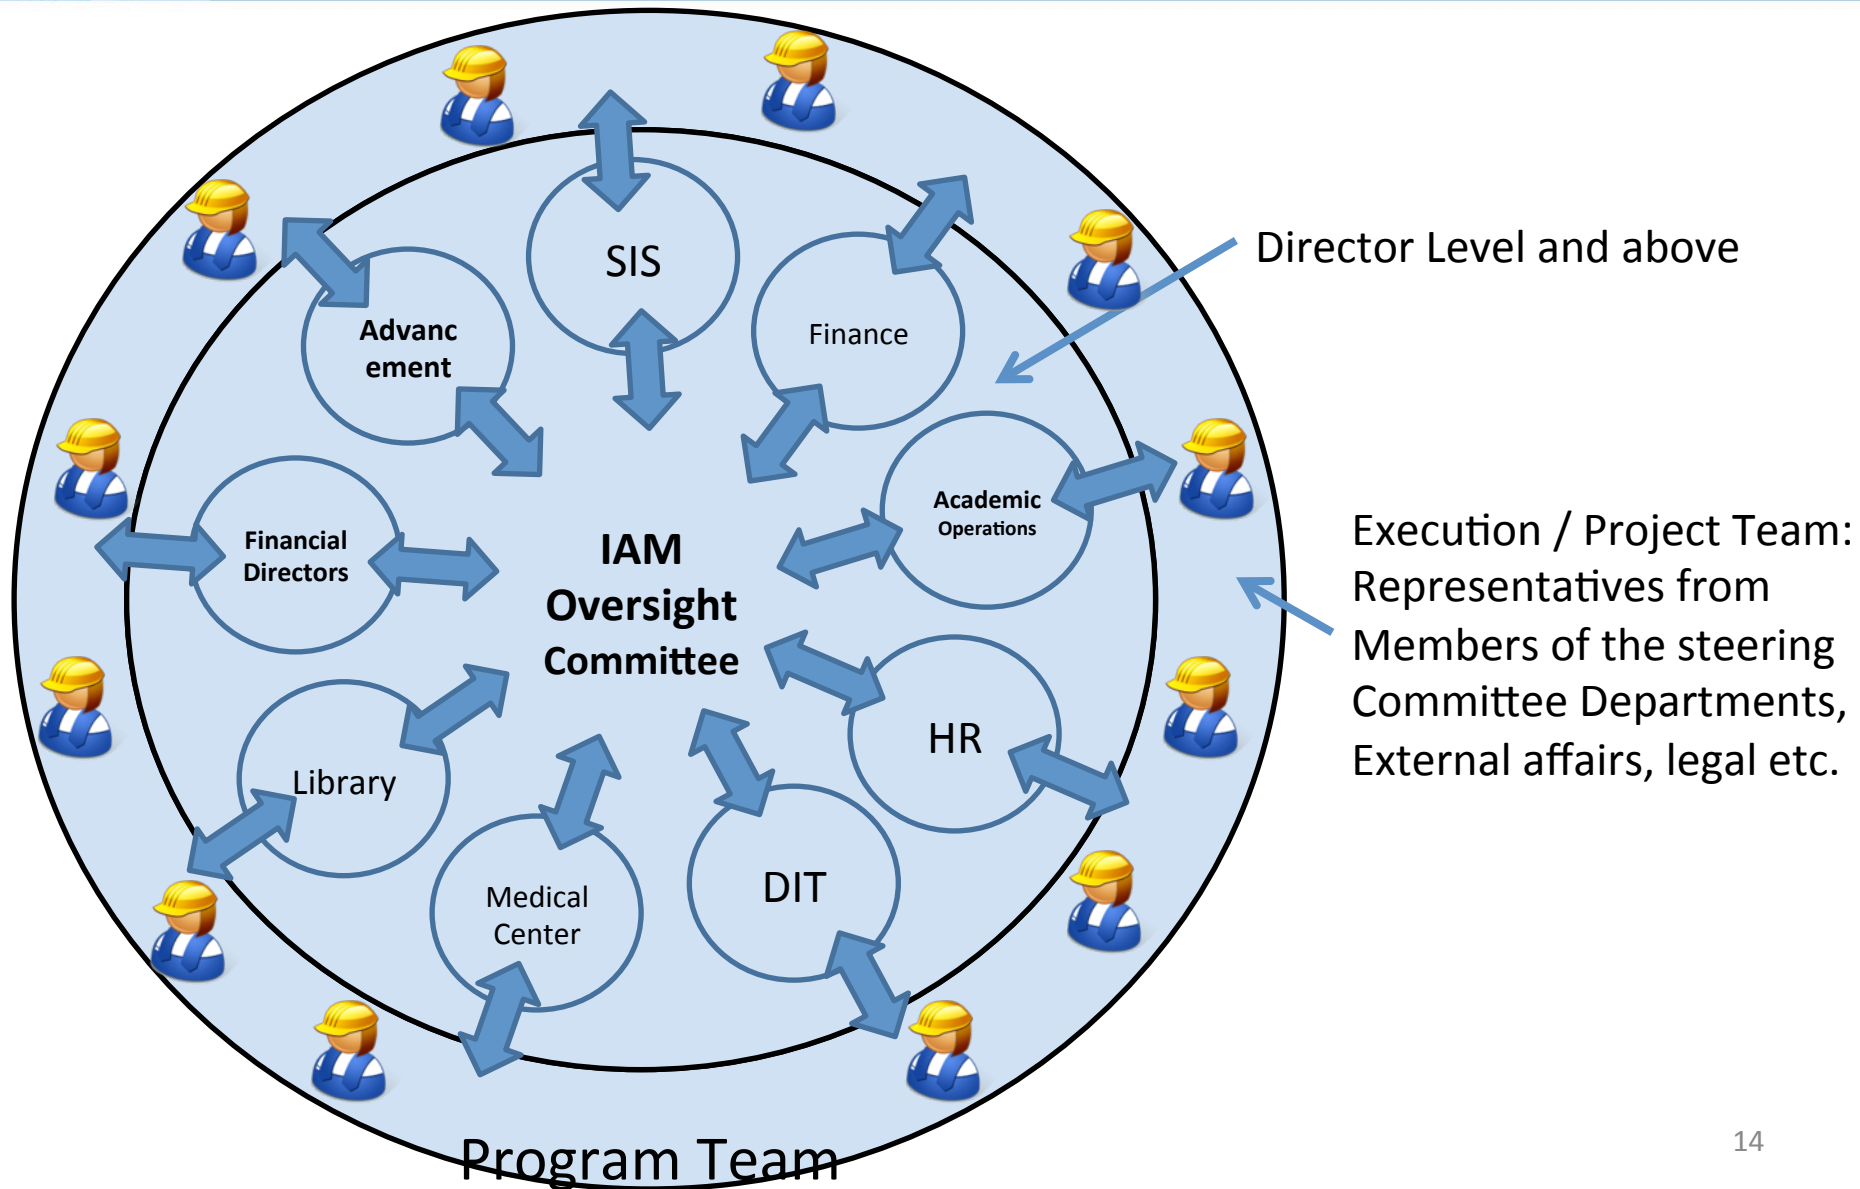 SIS
Finance
Advanc
ement
Director Level and above
Academic
Operations
Financial
Directors
IAM
Oversight
Committee
Execution / Project Team:
Representatives from
Members of the steering
Committee Departments,
External affairs, legal etc.
HR
Library
DIT
Medical
Center
Program Team
14